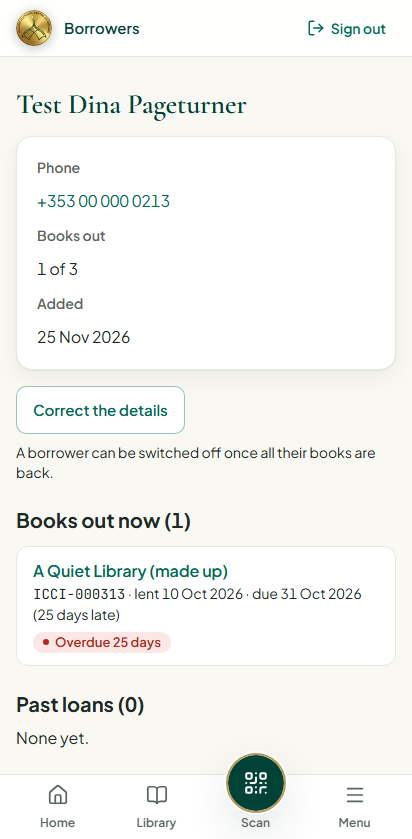 Borrowers
Sign out
Test Dina Pageturner
Phone
+353 00 000 0213
Books out
1 of 3
Added
25 Nov 2026
Correct the details
A borrower can be switched off once all their books are
back.
Books out now (1)
A Quiet Library (made up)
ICCI-000313 · lent 10 Oct 2026 · due 31 Oct 2026
(25 days late)
Overdue 25 days
Past loans (0)
None yet.
Home
Library
Scan
Menu